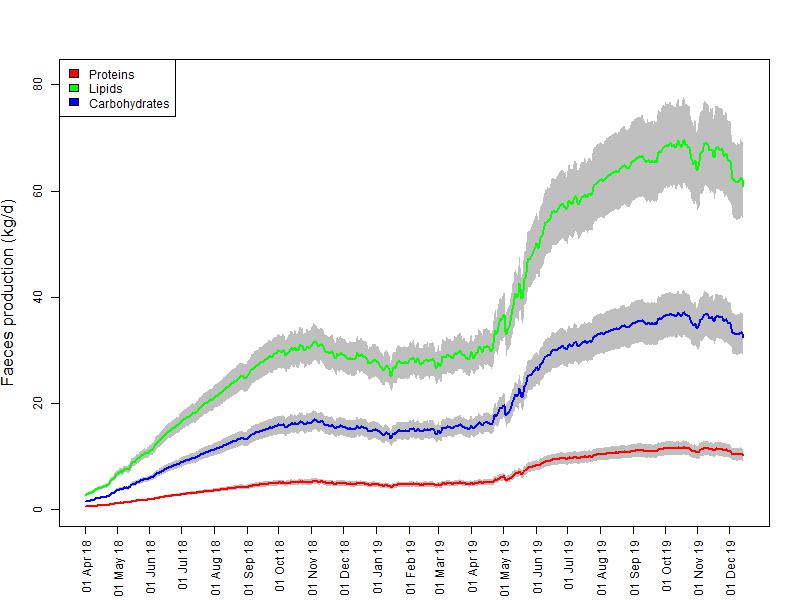 Proteins
Lipids
Carbohydrates
Faeces production (kg/d)
80
60
40
20
0
01 Apr 18
01 May 18
01 Jun 18
01 Jul 18
01 Aug 18
01 Sep 18
01 Oct 18
01 Nov 18
01 Dec 18
01 Jan 19
01 Feb 19
01 Mar 19
01 Apr 19
01 May 19
01 Jun 19
01 Jul 19
01 Aug 19
01 Sep 19
01 Oct 19
01 Nov 19
01 Dec 19